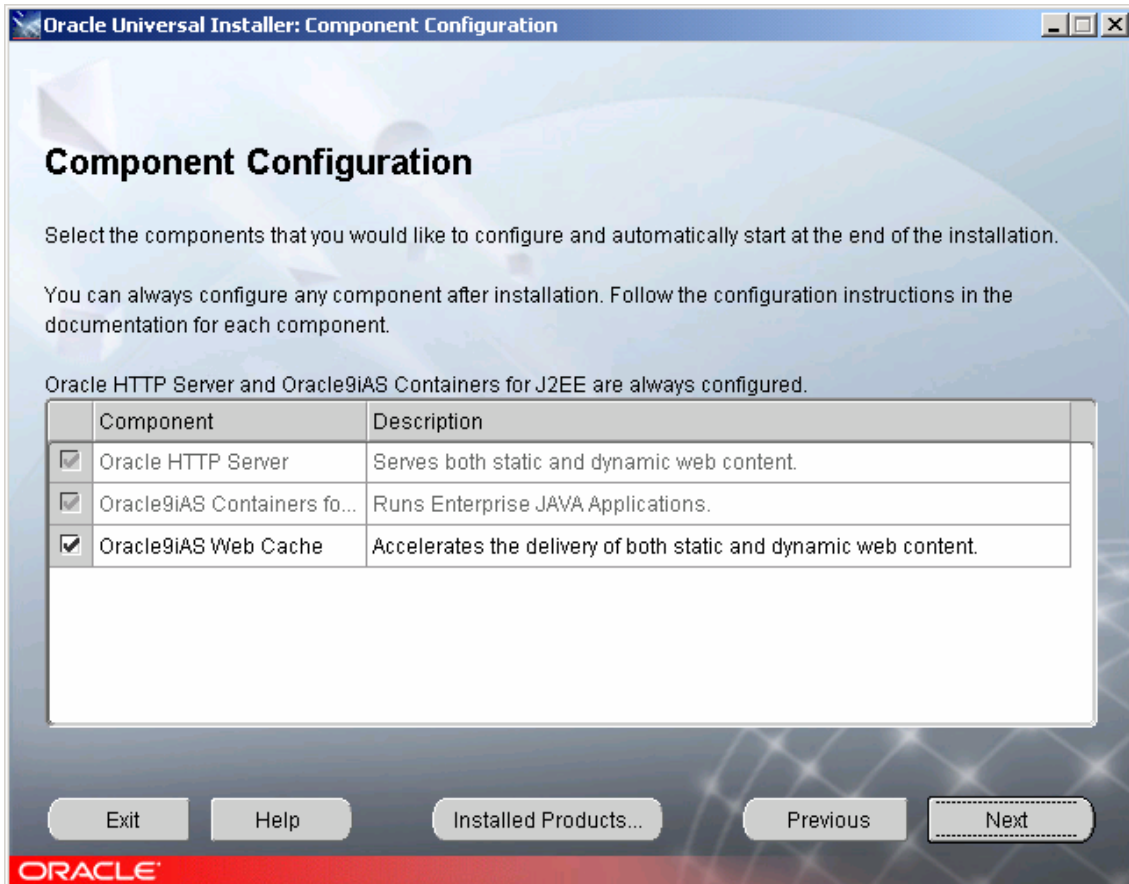 Oracle Universal Installer: Component Configuration
Component Configuration
Select the components that you would like to configure and automatically start at the end of the installation.
You can always configure any component after installation. Follow the configuration instructions in the
documentation for each component.
Oracle HTTP Server and Oracle9iAS Containers for J2EE are always configured.
Component Description
Oracle HTTP Server Serves both static and dynamic web content.
Oracle9iAS Containers fo... Runs Enterprise JAVA Applications.
Oracle9iAS Web Cache Accelerates the delivery of both static and dynamic web content.
Exit Help Installed Products... Previous Next
ORACLE